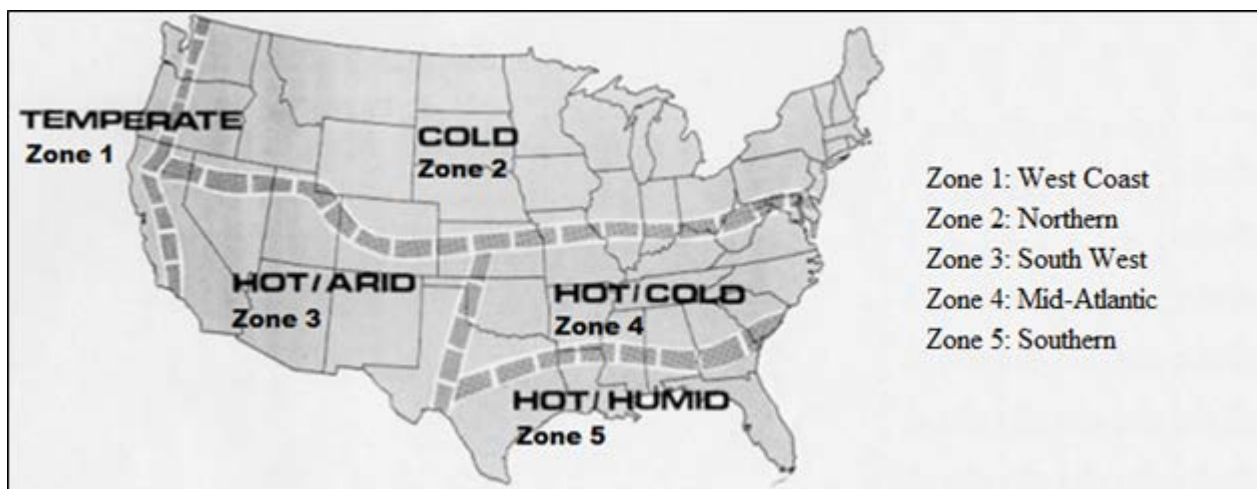 TEMPERATE
Zone 1
COLD
Zone 2
HOT/ARID
Zone 3
HOT/COLD
Zone 4
HOT/HUMID
Zone 5
Zone 1: West Coast
Zone 2: Northern
Zone 3: South West
Zone 4: Mid-Atlantic
Zone 5: Southern